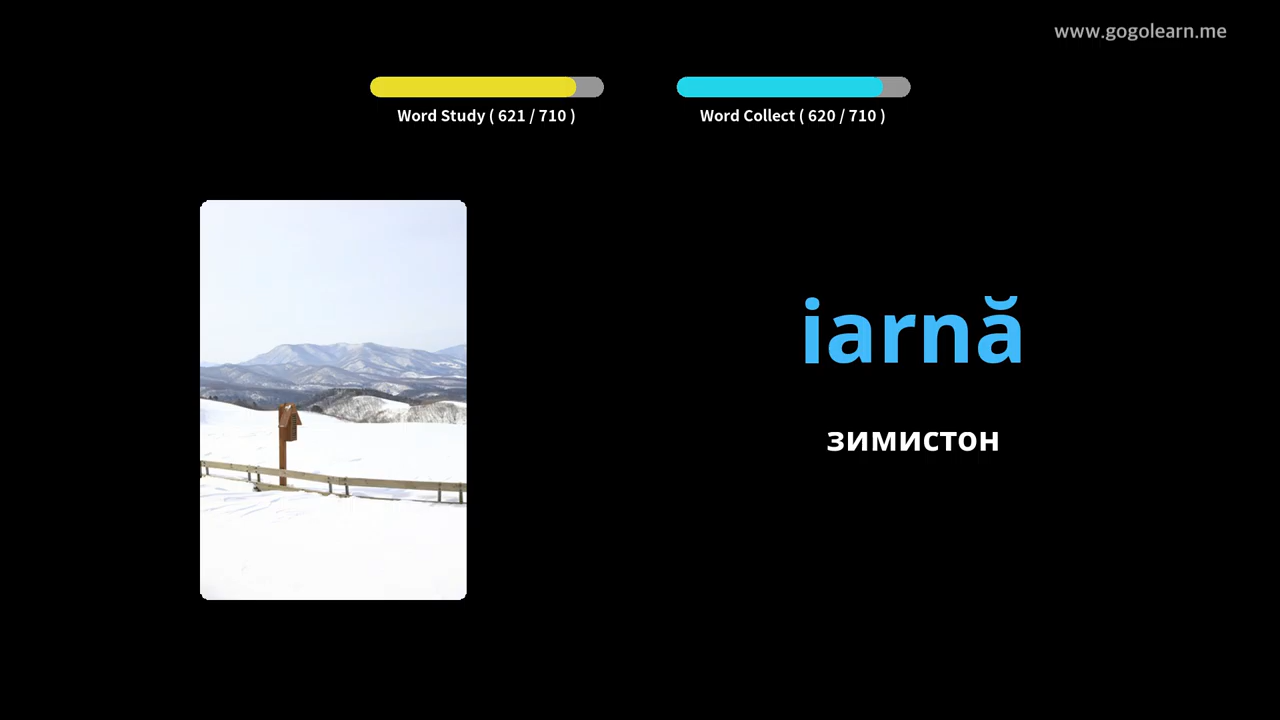 www.gogolearn.me
Word Study ( 621 / 710 )
Word Collect ( 620 / 710 )
iarnă
зимистон